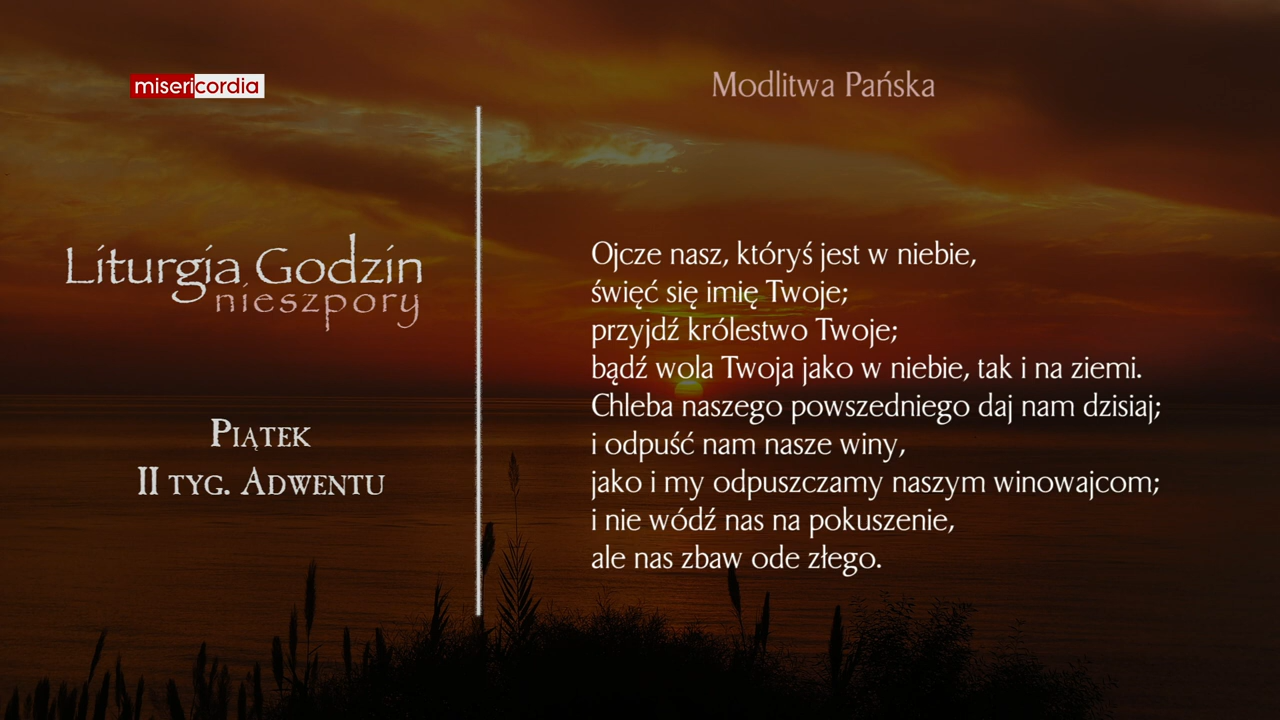 misericordia
Liturgia Godzin
nieszpory
Piątek
II tyg. Adwentu
Modlitwa Pańska
Ojcze nasz, któryś jest w niebie,
święć się imię Twoje;
przyjdź królestwo Twoje;
bądź wola Twoja jako w niebie, tak i na ziemi.
Chleba naszego powszedniego daj nam dzisiaj;
i odpuść nam nasze winy,
jako i my odpuszczamy naszym winowajcom;
i nie wódź nas na pokuszenie,
ale nas zbaw ode złego.